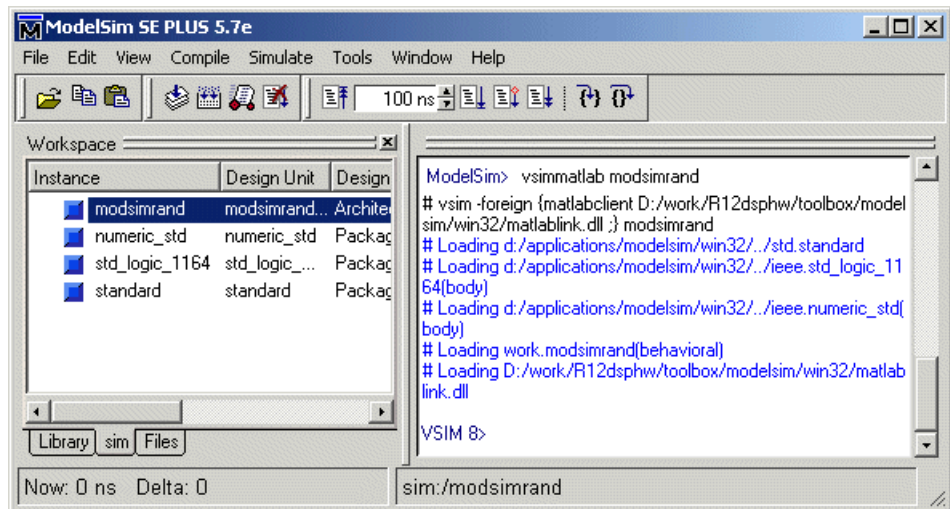 ModelSim SE PLUS 5.7e
File Edit View Compile Simulate Tools Window Help
100 ns
Workspace
Instance Design Unit Design
modsimrand modsimrand... Archite
numeric_std numeric_std Packag
std_logic_1164 std_logic_... Packag
standard standard Packag
Library sim Files
ModelSim> vsimmatlab modsimrand
# vsim -foreign {matlabclient D:/work/R12dsphw/toolbox/model
sim/win32/matlablink.dll ;} modsimrand
# Loading d:/applications/modelsim/win32/../std.standard
# Loading d:/applications/modelsim/win32/../ieee.std_logic_11
64(body)
# Loading d:/applications/modelsim/win32/../ieee.numeric_std(
body)
# Loading work.modsimrand(behavioral)
# Loading D:/work/R12dsphw/toolbox/modelsim/win32/matlab
link.dll
VSIM 8>
Now: 0 ns Delta: 0
sim:/modsimrand